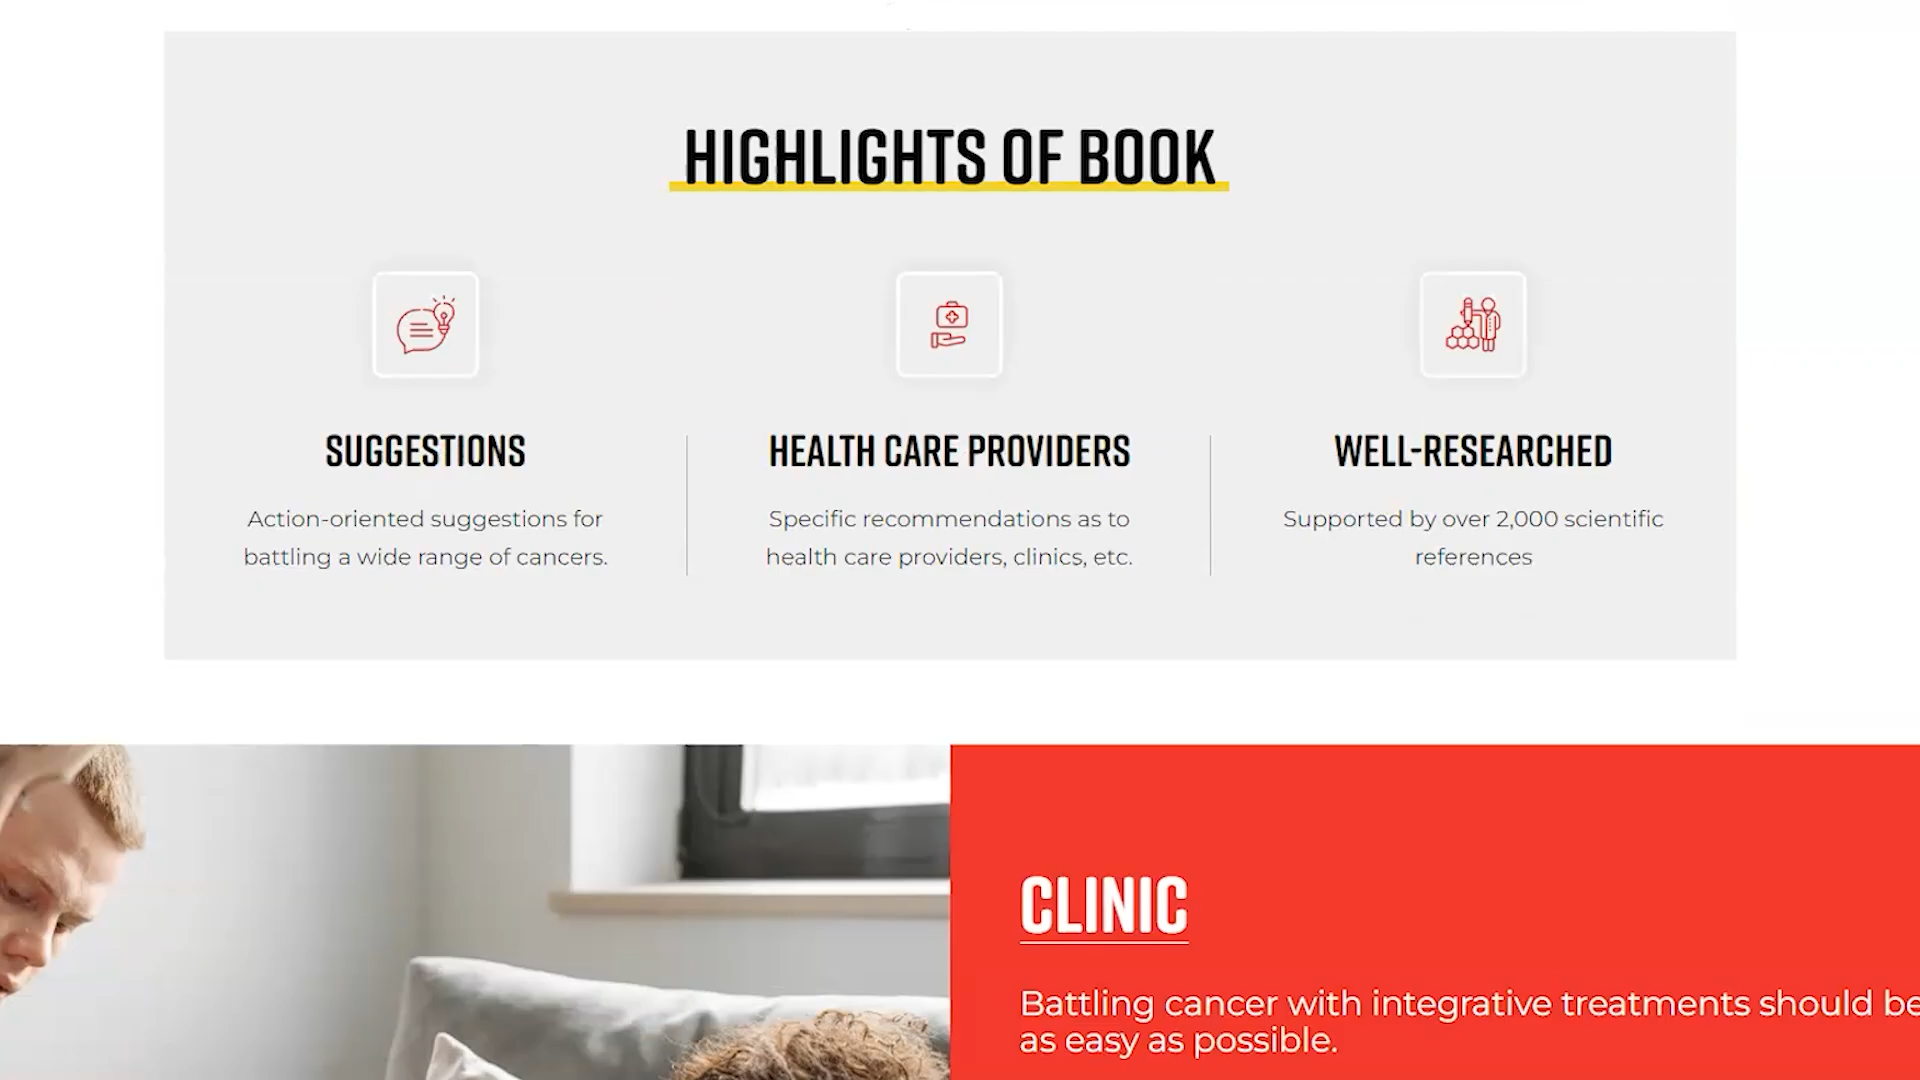 HIGHLIGHTS OF BOOK
SUGGESTIONS
Action-oriented suggestions for
battling a wide range of cancers.
HEALTH CARE PROVIDERS
Specific recommendations as to
health care providers, clinics, etc.
WELL-RESEARCHED
Supported by over 2,000 scientific
references
CLINIC
Battling cancer with integrative treatments should be
as easy as possible.